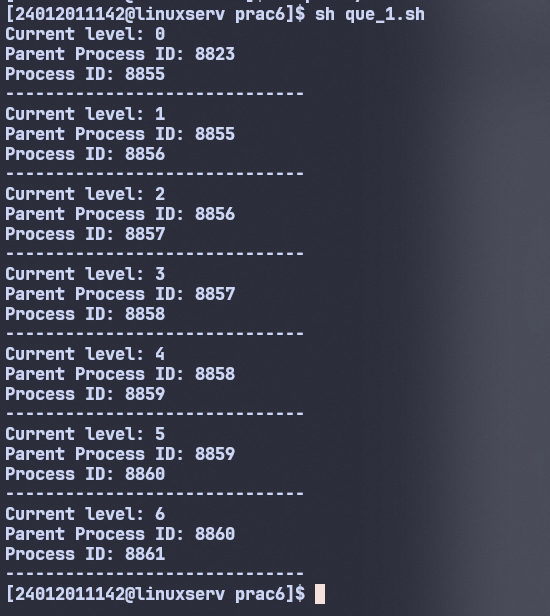 [24012011142@linuxserv prac6]$ sh que_1.sh
Current level: 0
Parent Process ID: 8823
Process ID: 8855
------------------------------
Current level: 1
Parent Process ID: 8855
Process ID: 8856
------------------------------
Current level: 2
Parent Process ID: 8856
Process ID: 8857
------------------------------
Current level: 3
Parent Process ID: 8857
Process ID: 8858
------------------------------
Current level: 4
Parent Process ID: 8858
Process ID: 8859
------------------------------
Current level: 5
Parent Process ID: 8859
Process ID: 8860
------------------------------
Current level: 6
Parent Process ID: 8860
Process ID: 8861
------------------------------
[24012011142@linuxserv prac6]$